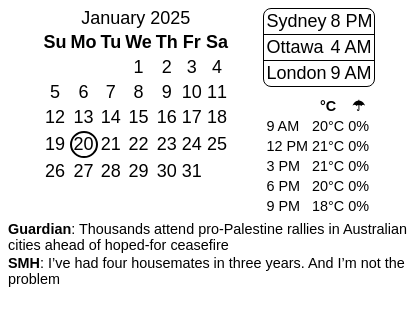 January 2025
Su Mo Tu We Th Fr Sa
1 2 3 4
5 6 7 8 9 10 11
12 13 14 15 16 17 18
19 20 21 22 23 24 25
26 27 28 29 30 31
Sydney 8 PM
Ottawa 4 AM
London 9 AM
°C ☂
9 AM 20°C 0%
12 PM 21°C 0%
3 PM 21°C 0%
6 PM 20°C 0%
9 PM 18°C 0%
Guardian: Thousands attend pro-Palestine rallies in Australian
cities ahead of hoped-for ceasefire
SMH: I’ve had four housemates in three years. And I’m not the
problem